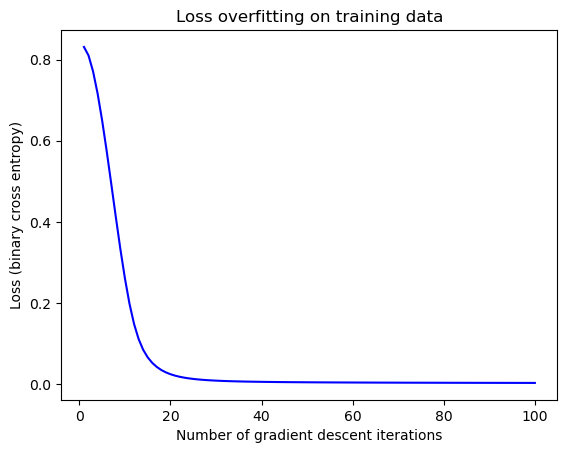 Loss overfitting on training data
Loss (binary cross entropy)
0.8
0.6
0.4
0.2
0.0
0 20 40 60 80 100
Number of gradient descent iterations